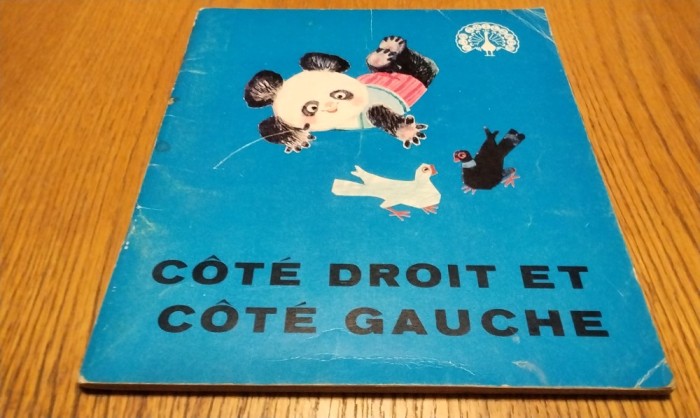 CÔTÉ DROIT ET
CÔTÉ GAUCHE